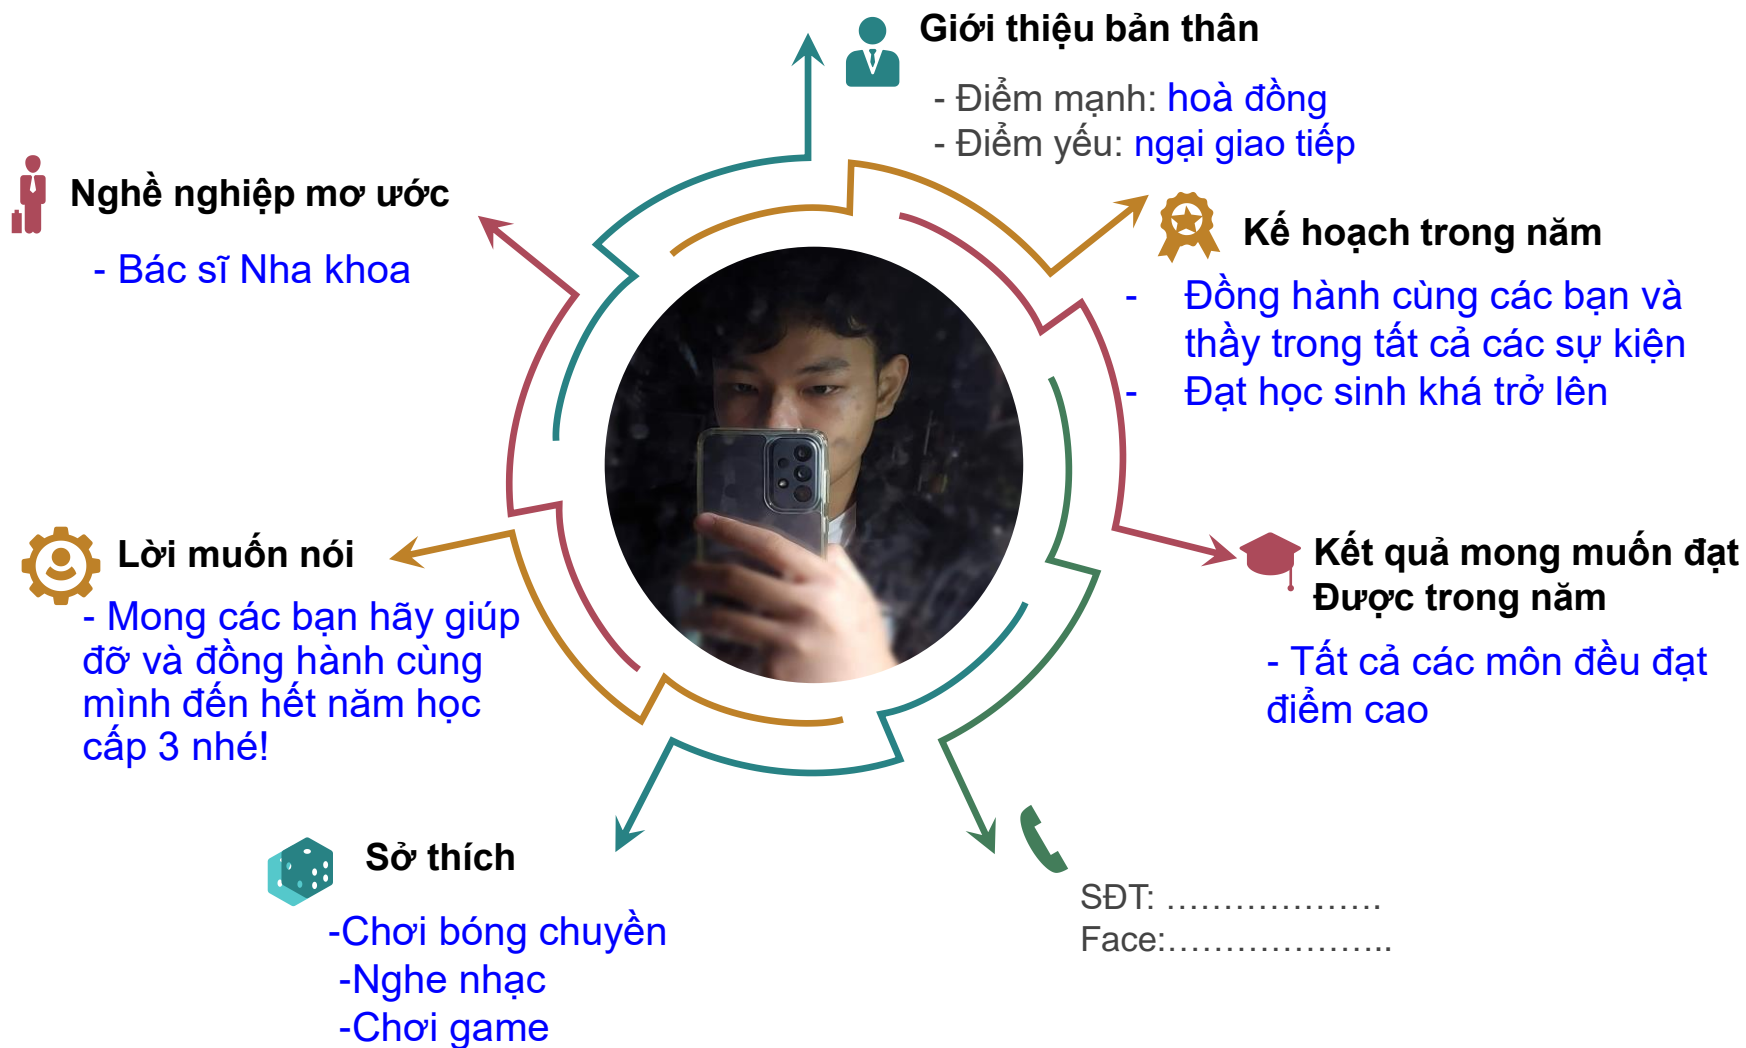 Giới thiệu bản thân
- Điểm mạnh: hoà đồng
- Điểm yếu: ngại giao tiếp
Nghề nghiệp mơ ước
- Bác sĩ Nha khoa
Kế hoạch trong năm
- Đồng hành cùng các bạn và
thầy trong tất cả các sự kiện
- Đạt học sinh khá trở lên
Lời muốn nói
- Mong các bạn hãy giúp
đỡ và đồng hành cùng
mình đến hết năm học
cấp 3 nhé!
Kết quả mong muốn đạt
Được trong năm
- Tất cả các môn đều đạt
điểm cao
Sở thích
-Chơi bóng chuyền
-Nghe nhạc
-Chơi game
SĐT: ……………….
Face:………………..